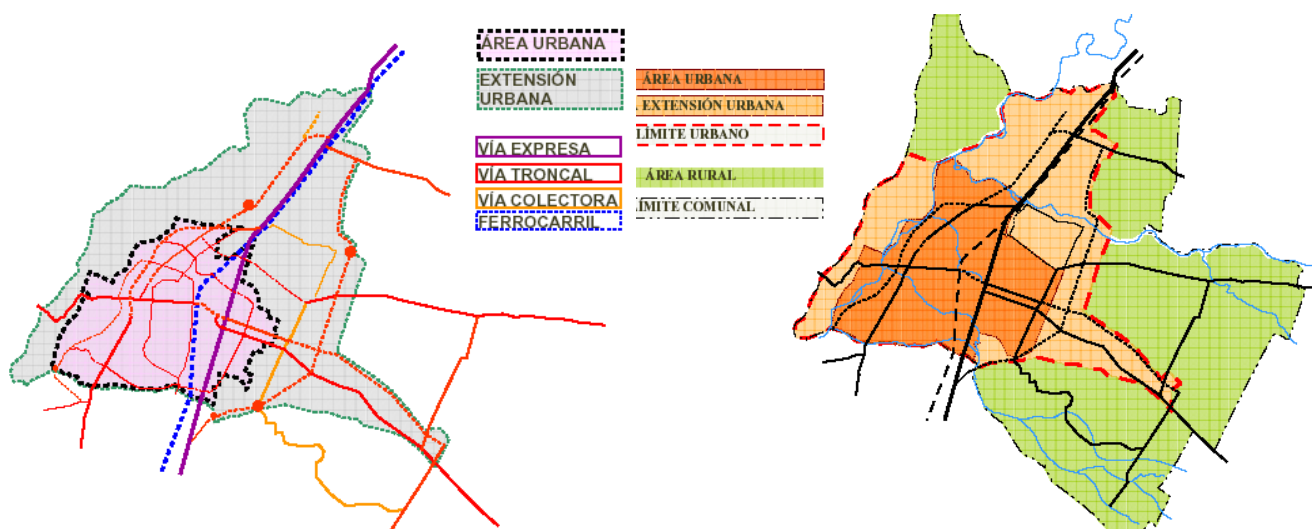 ÁREA URBANA
EXTENSIÓN
URBANA
VÍA EXPRESA
VÍA TRONCAL
VÍA COLECTORA
FERROCARRIL
ÁREA URBANA
EXTENSIÓN URBANA
LÍMITE URBANO
ÁREA RURAL
LÍMITE COMUNAL